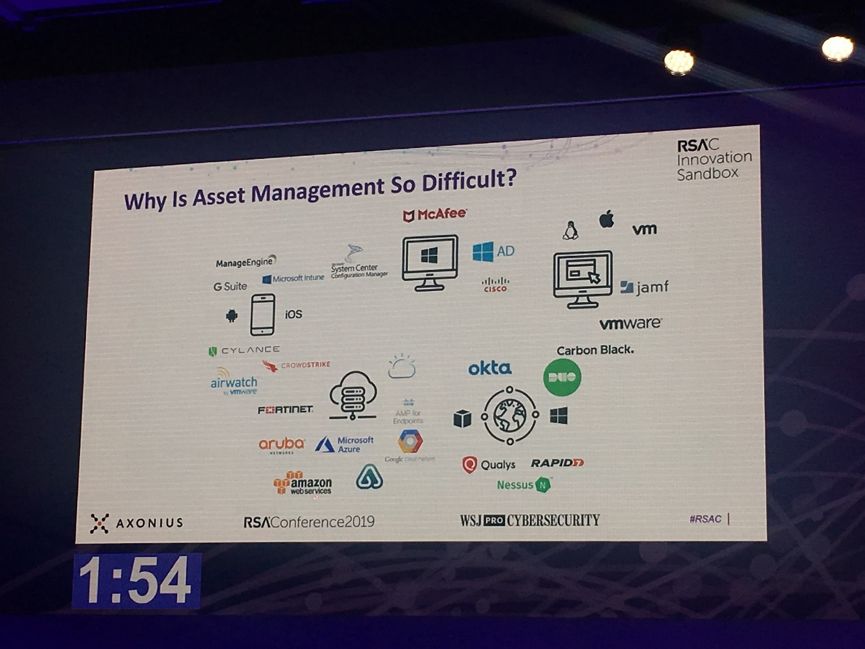 RSAC
Innovation
Sandbox
Why Is Asset Management So Difficult?
McAfee
vm
ManageEngine
System Center
Configuration Manager
AD
Microsoft Intune
G Suite
cisco
jamf
iOS
vmware
CYLANCE
CROWDSTRIKE
Carbon Black.
okta
DUO
airwatch
by vmware
FORTINET
AMP for
Endpoints
aruba
NETWORKS
Microsoft
Azure
Google Cloud Platform
Qualys
RAPID7
amazon
web services
Nessus N
AXONIUS
RSAConference2019
WSJ PRO CYBERSECURITY
#RSAC
1:54